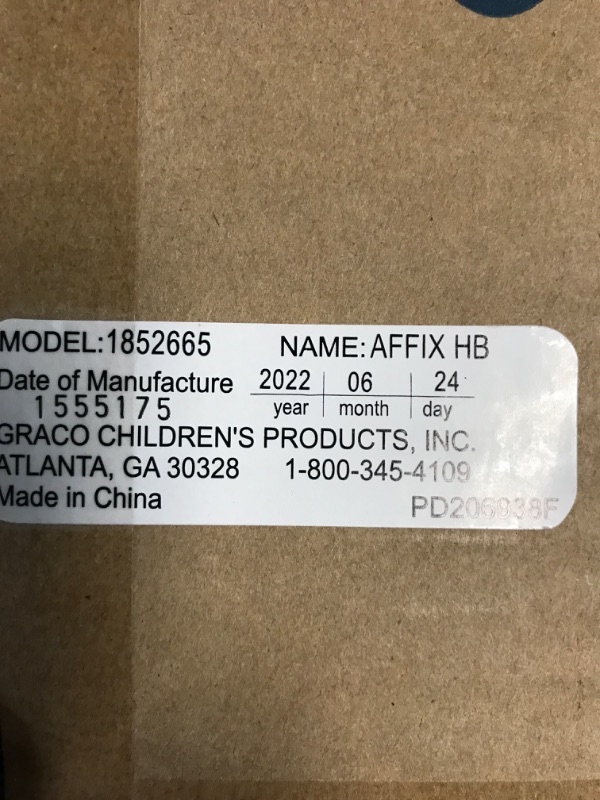 MODEL:1852665 NAME:AFFIX HB
Date of Manufacture 2022 06 24
1555175 year month day
GRACO CHILDREN'S PRODUCTS, INC.
ATLANTA, GA 30328 1-800-345-4109
Made in China PD206938F